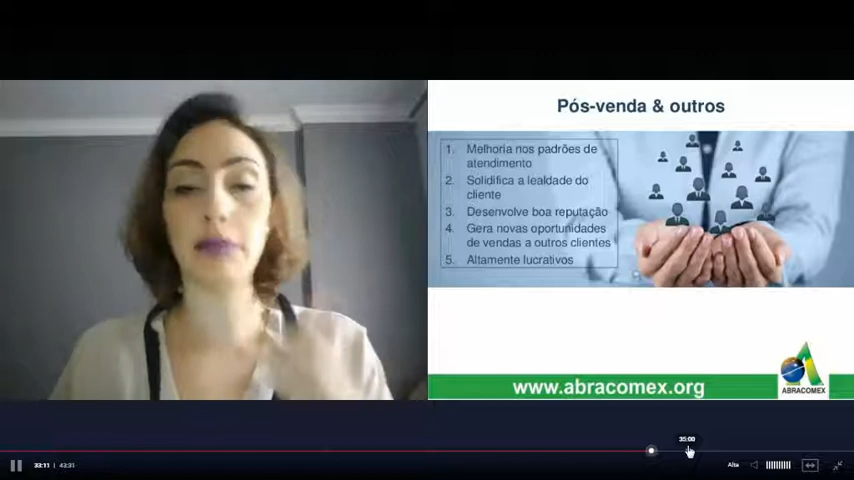 Pós-venda & outros
1. Melhoria nos padrões de
atendimento
2. Solidifica a lealdade do
cliente
3. Desenvolve boa reputação
4. Gera novas oportunidades
de vendas a outros clientes
5. Altamente lucrativos
www.abracomex.org
ABRACOMEX
35:00
33:11 | 43:31
Alta